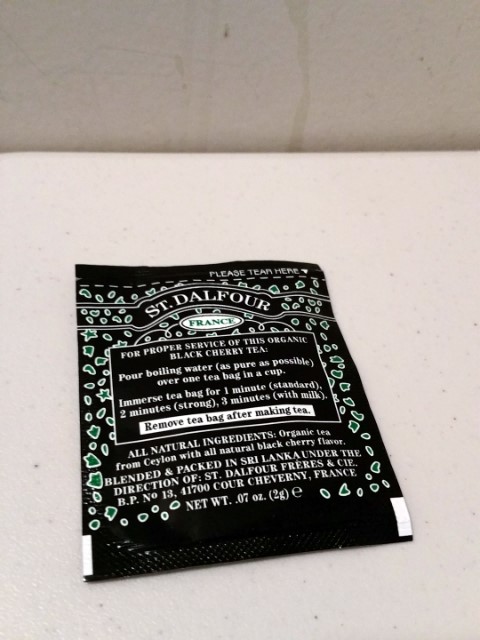 PLEASE TEAR HERE
ST. DALFOUR
FRANCE
FOR PROPER SERVICE OF THIS ORGANIC
BLACK CHERRY TEA:
Pour boiling water (as pure as possible)
over one tea bag in a cup.
Immerse tea bag for 1 minute (standard),
2 minutes (strong), 3 minutes (with milk).
Remove tea bag after making tea.
ALL NATURAL INGREDIENTS: Organic tea
from Ceylon with all natural black cherry flavor.
BLENDED & PACKED IN SRI LANKA UNDER THE
DIRECTION OF: ST. DALFOUR FRÈRES & CIE.
B.P. No 13, 41700 COUR CHEVERNY, FRANCE
NET WT. .07 oz. (2g) ℮